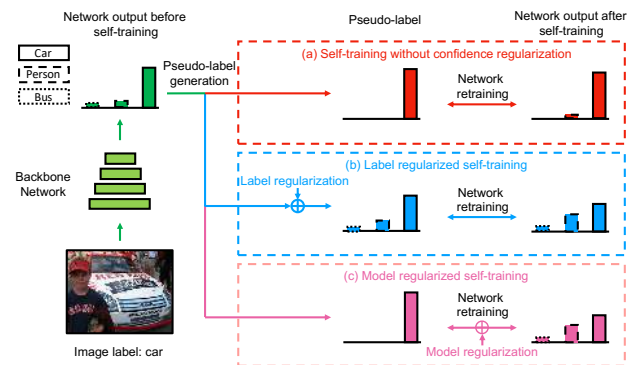 Network output before
self-training
Car
Person
Bus
Pseudo-label
generation
Backbone
Network
Image label: car
Pseudo-label
Network output after
self-training
(a) Self-training without confidence regularization
Network
retraining
(b) Label regularized self-training
Label regularization
Network
retraining
(c) Model regularized self-training
Network
retraining
Model regularization